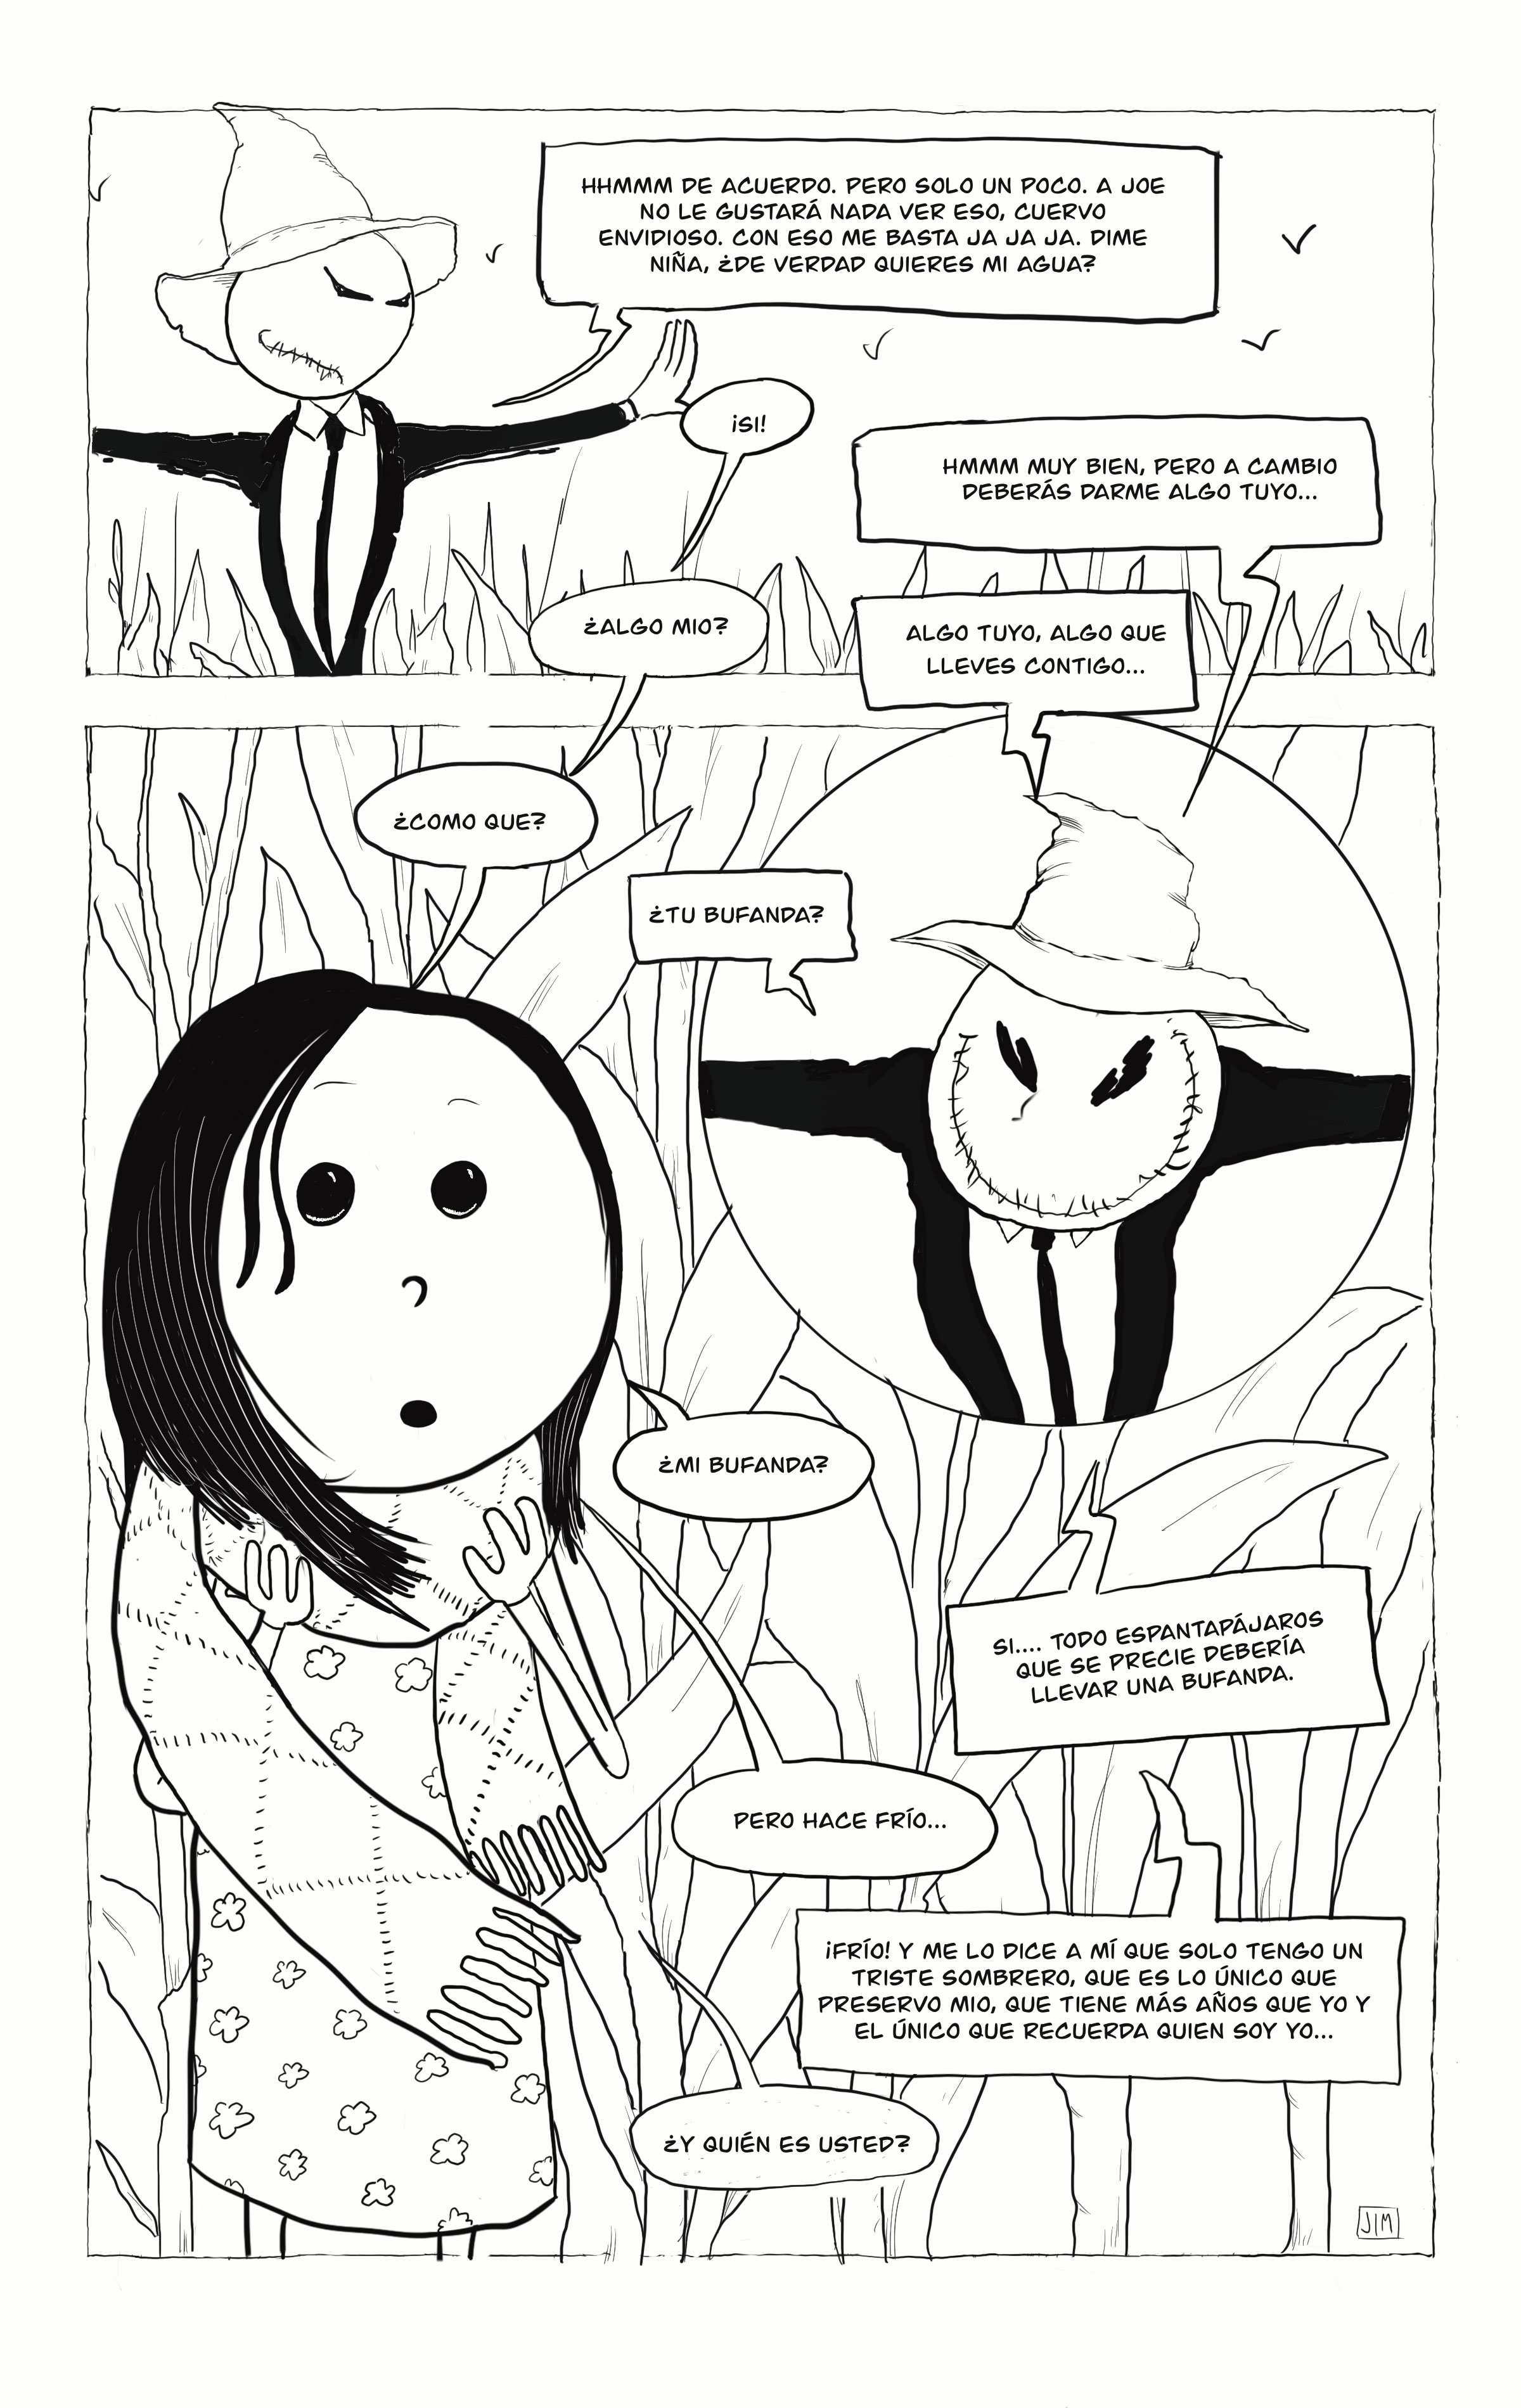 HHMMM DE ACUERDO. PERO SOLO UN POCO. A JOE
NO LE GUSTARÁ NADA VER ESO, CUERVO
ENVIDIOSO. CON ESO ME BASTA JA JA JA. DIME
NIÑA, ¿DE VERDAD QUIERES MI AGUA?
¡SI!
HMMM MUY BIEN, PERO A CAMBIO
DEBERÁS DARME ALGO TUYO...
¿ALGO MIO?
ALGO TUYO, ALGO QUE
LLEVES CONTIGO...
¿COMO QUE?
¿TU BUFANDA?
¿MI BUFANDA?
SI.... TODO ESPANTAPÁJAROS
QUE SE PRECIE DEBERÍA
LLEVAR UNA BUFANDA.
PERO HACE FRÍO...
¡FRÍO! Y ME LO DICE A MÍ QUE SOLO TENGO UN
TRISTE SOMBRERO, QUE ES LO ÚNICO QUE
PRESERVO MIO, QUE TIENE MÁS AÑOS QUE YO Y
EL ÚNICO QUE RECUERDA QUIEN SOY YO...
¿Y QUIÉN ES USTED?
JIM